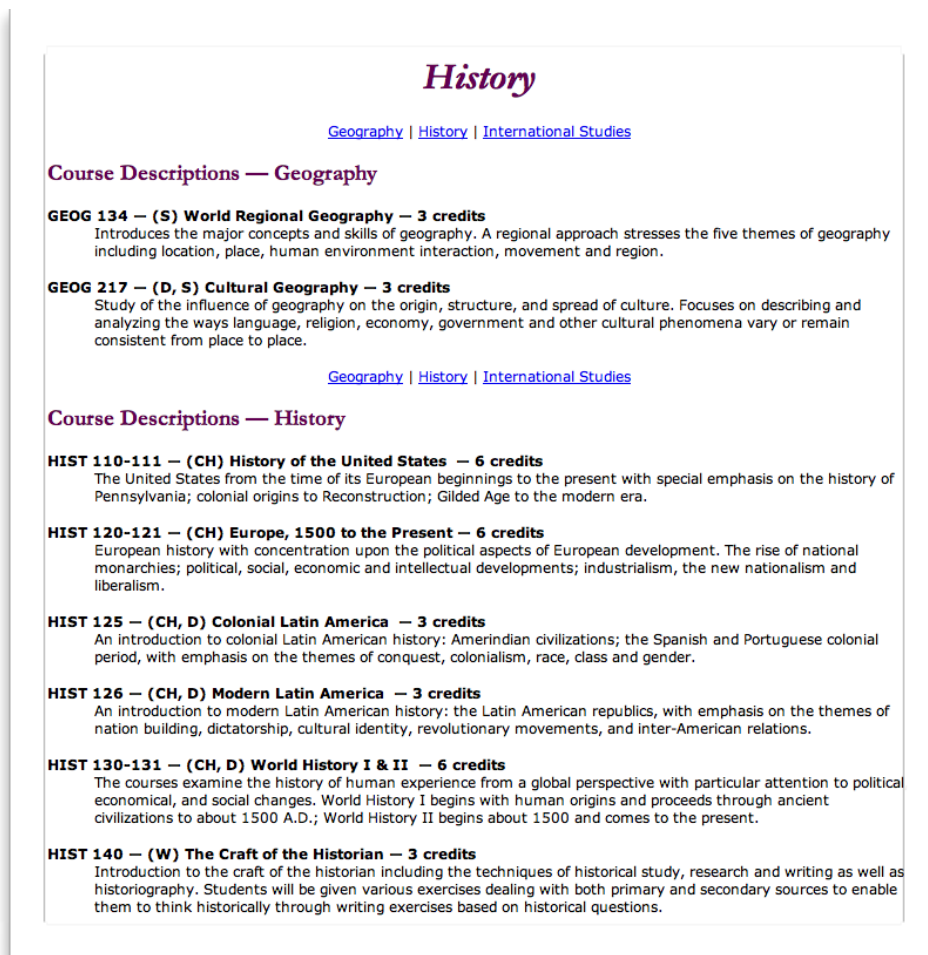 History
Geography | History | International Studies
Course Descriptions — Geography
GEOG 134 — (S) World Regional Geography — 3 credits
Introduces the major concepts and skills of geography. A regional approach stresses the five themes of geography
including location, place, human environment interaction, movement and region.
GEOG 217 — (D, S) Cultural Geography — 3 credits
Study of the influence of geography on the origin, structure, and spread of culture. Focuses on describing and
analyzing the ways language, religion, economy, government and other cultural phenomena vary or remain
consistent from place to place.
Geography | History | International Studies
Course Descriptions — History
HIST 110-111 — (CH) History of the United States — 6 credits
The United States from the time of its European beginnings to the present with special emphasis on the history of
Pennsylvania; colonial origins to Reconstruction; Gilded Age to the modern era.
HIST 120-121 — (CH) Europe, 1500 to the Present — 6 credits
European history with concentration upon the political aspects of European development. The rise of national
monarchies; political, social, economic and intellectual developments; industrialism, the new nationalism and
liberalism.
HIST 125 — (CH, D) Colonial Latin America — 3 credits
An introduction to colonial Latin American history: Amerindian civilizations; the Spanish and Portuguese colonial
period, with emphasis on the themes of conquest, colonialism, race, class and gender.
HIST 126 — (CH, D) Modern Latin America — 3 credits
An introduction to modern Latin American history: the Latin American republics, with emphasis on the themes of
nation building, dictatorship, cultural identity, revolutionary movements, and inter-American relations.
HIST 130-131 — (CH, D) World History I & II — 6 credits
The courses examine the history of human experience from a global perspective with particular attention to political
economical, and social changes. World History I begins with human origins and proceeds through ancient
civilizations to about 1500 A.D.; World History II begins about 1500 and comes to the present.
HIST 140 — (W) The Craft of the Historian — 3 credits
Introduction to the craft of the historian including the techniques of historical study, research and writing as well as
historiography. Students will be given various exercises dealing with both primary and secondary sources to enable
them to think historically through writing exercises based on historical questions.